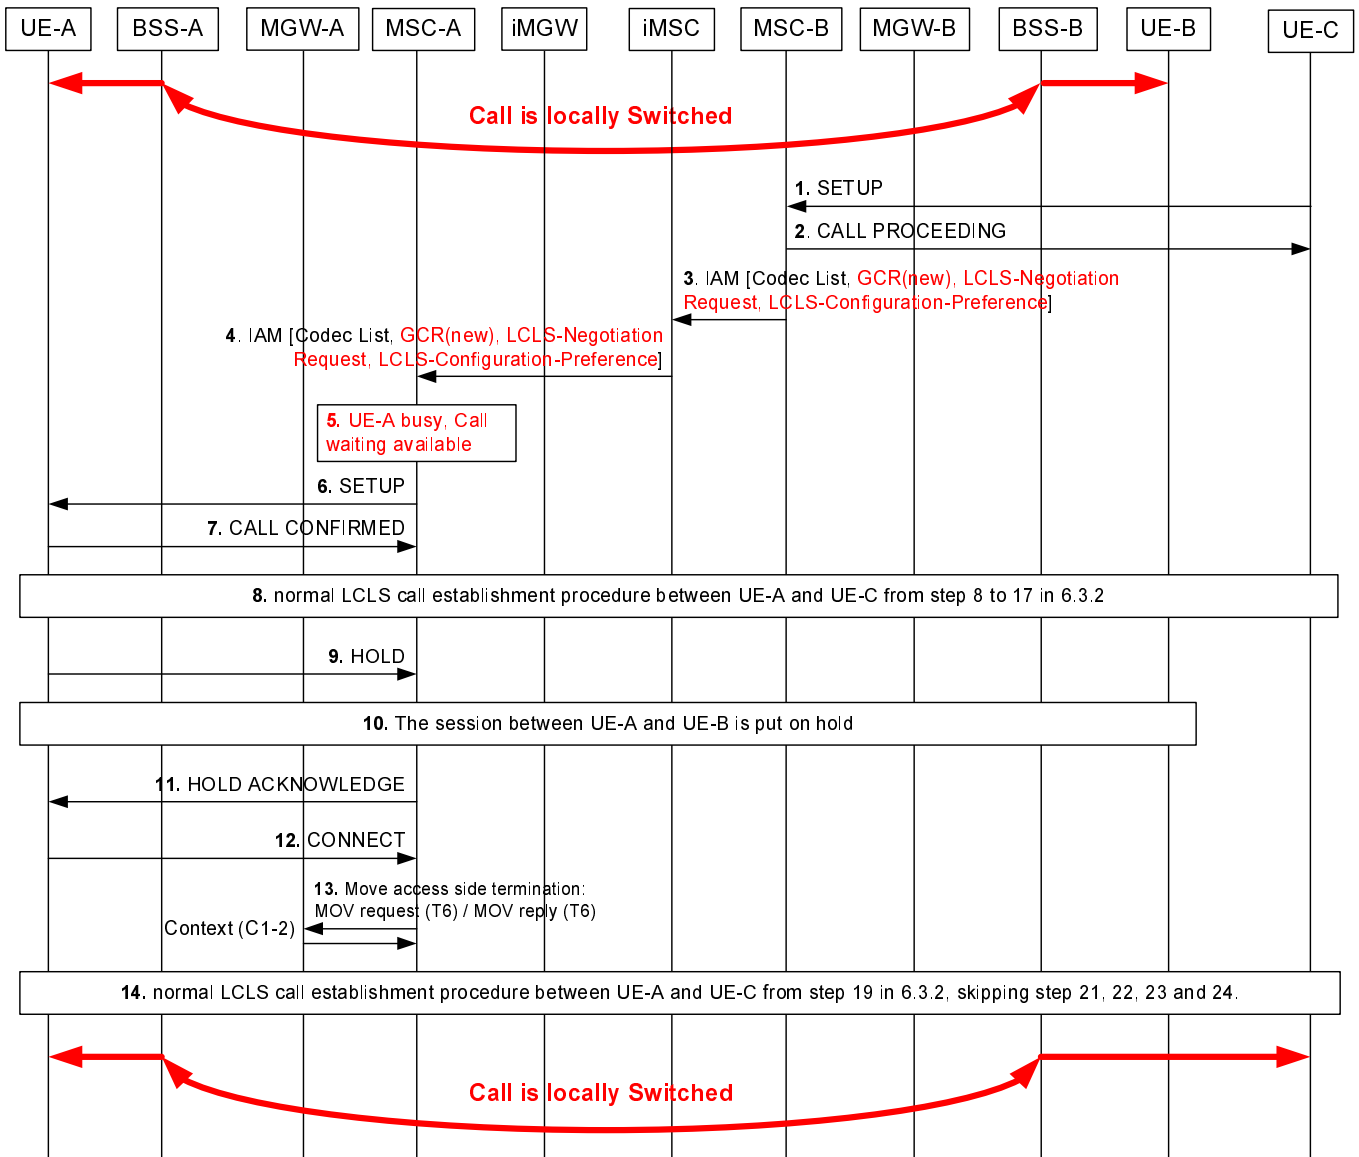 UE-A BSS-A MGW-A MSC-A iMGW iMSC MSC-B MGW-B BSS-B UE-B UE-C
Call is locally Switched
1. SETUP
2. CALL PROCEEDING
3. IAM [Codec List, GCR(new), LCLS-Negotiation
Request, LCLS-Configuration-Preference]
4. IAM [Codec List, GCR(new), LCLS-Negotiation
Request, LCLS-Configuration-Preference]
5. UE-A busy, Call
waiting available
6. SETUP
7. CALL CONFIRMED
8. normal LCLS call establishment procedure between UE-A and UE-C from step 8 to 17 in 6.3.2
9. HOLD
10. The session between UE-A and UE-B is put on hold
11. HOLD ACKNOWLEDGE
12. CONNECT
13. Move access side termination:
MOV request (T6) / MOV reply (T6)
Context (C1-2)
14. normal LCLS call establishment procedure between UE-A and UE-C from step 19 in 6.3.2, skipping step 21, 22, 23 and 24.
Call is locally Switched